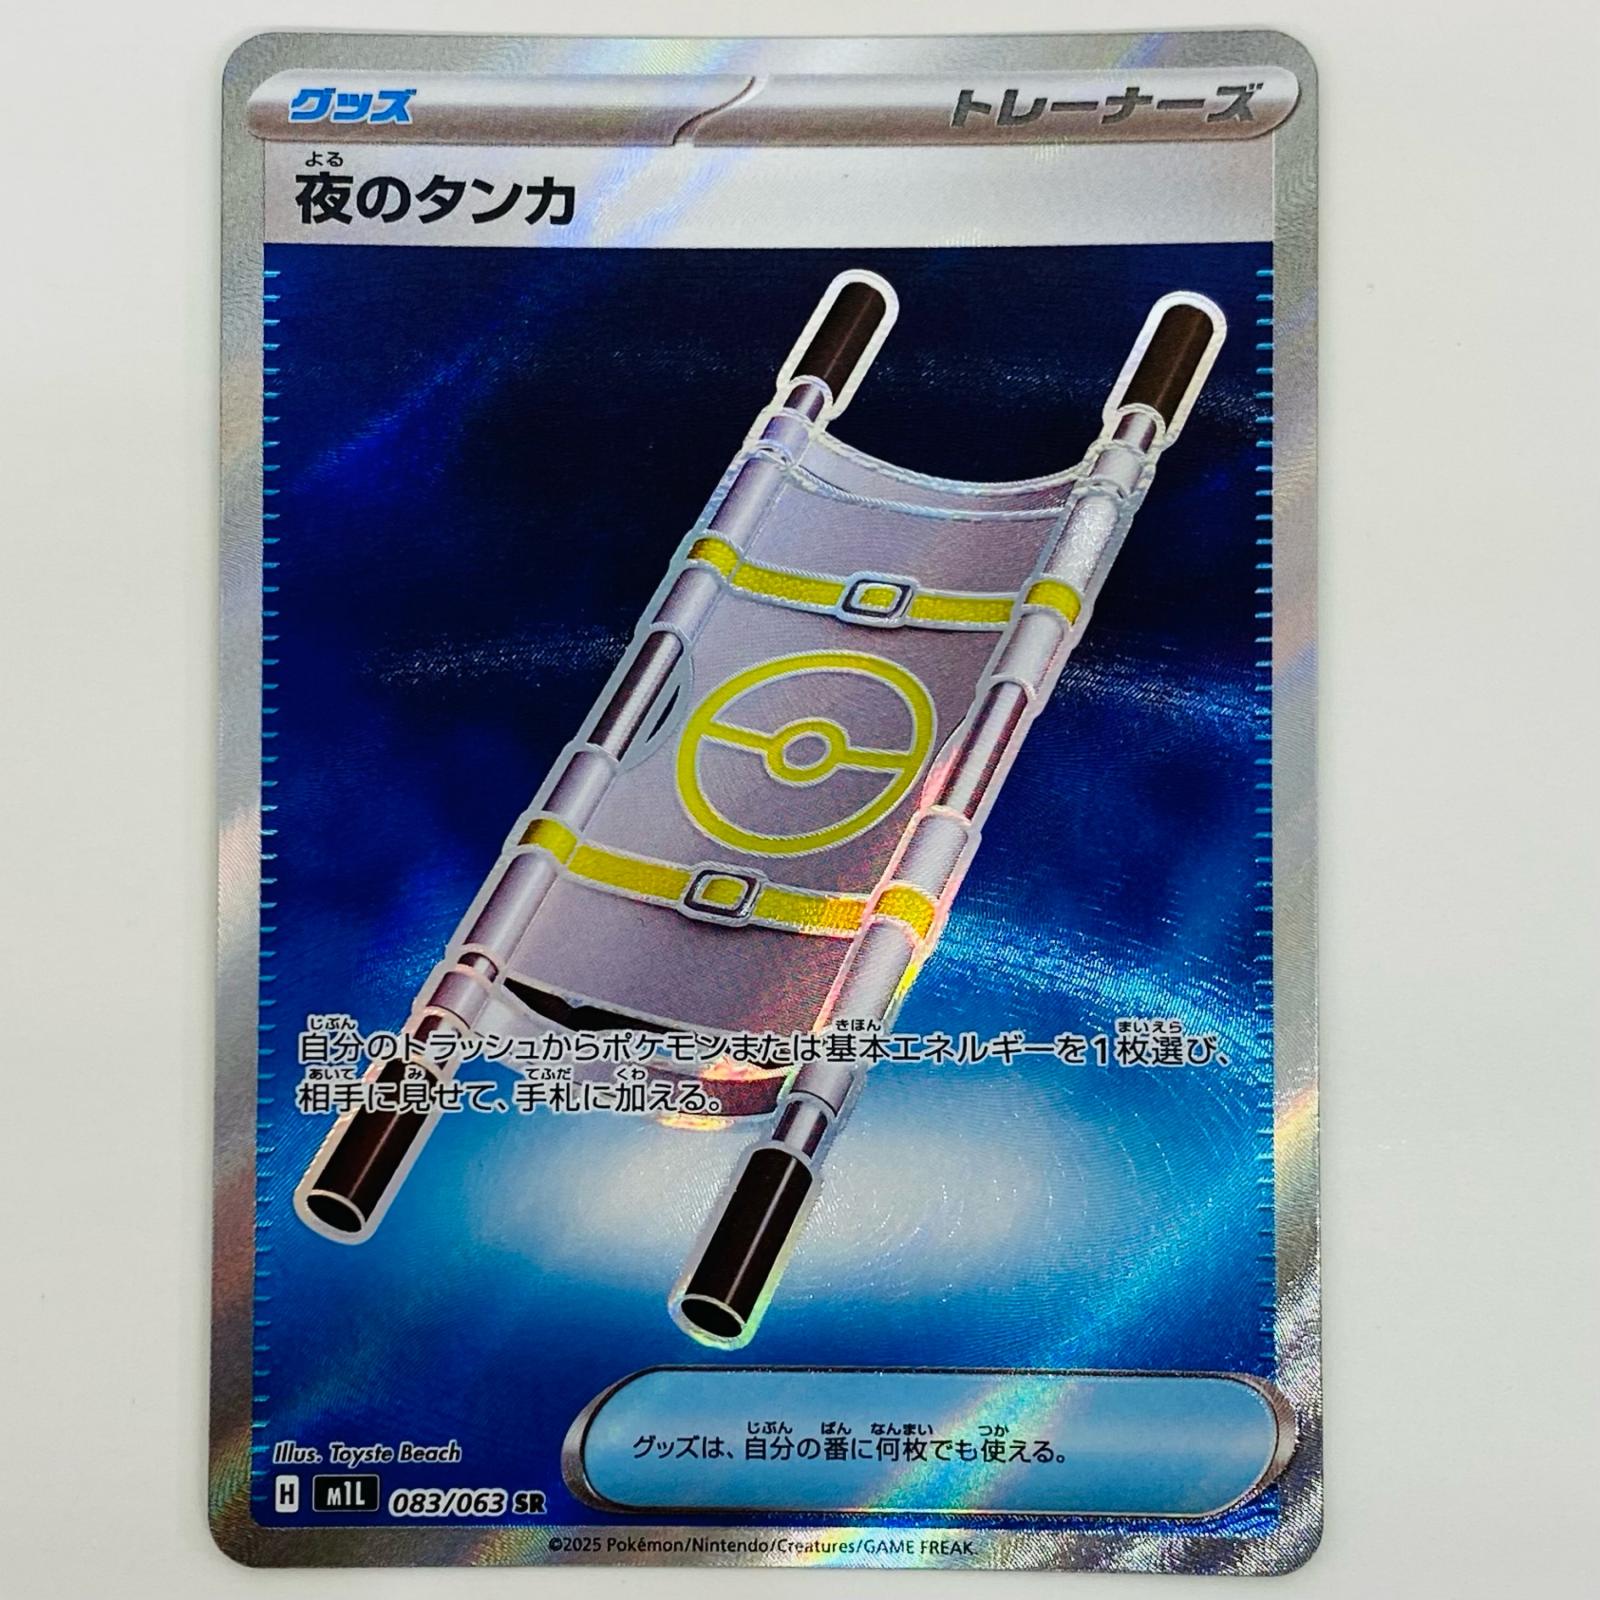 グッズ
トレーナーズ
よる
夜のタンカ
じぶん きほん まいえら
自分のトラッシュからポケモンまたは基本エネルギーを1枚選び、
あいて み てふだ くわ
相手に見せて、手札に加える。
じぶん ばん なんまい つか
グッズは、自分の番に何枚でも使える。
Illus. Toyste Beach
H M1L 083/063 SR
©2025 Pokémon/Nintendo/Creatures/GAME FREAK.